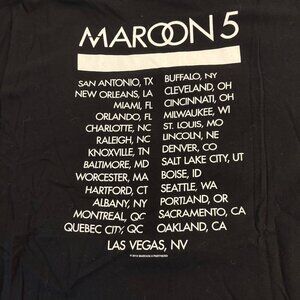 MAROON 5
SAN ANTONIO, TX
NEW ORLEANS, LA
MIAMI, FL
ORLANDO, FL
CHARLOTTE, NC
RALEIGH, NC
KNOXVILLE, TN
BALTIMORE, MD
WORCESTER, MA
HARTFORD, CT
ALBANY, NY
MONTREAL, QC
QUEBEC CITY, QC
BUFFALO, NY
CLEVELAND, OH
CINCINNATI, OH
MILWAUKEE, WI
ST. LOUIS, MO
LINCOLN, NE
DENVER, CO
SALT LAKE CITY, UT
BOISE, ID
SEATTLE, WA
PORTLAND, OR
SACRAMENTO, CA
OAKLAND, CA
LAS VEGAS, NV